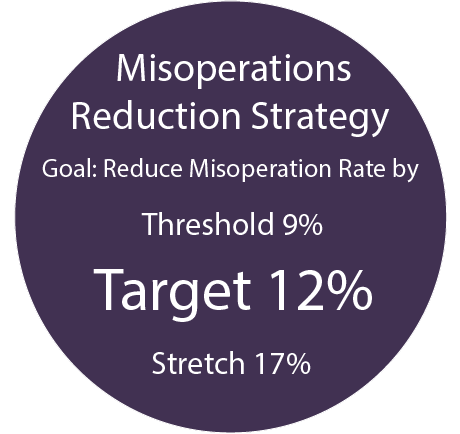 Misoperations
Reduction Strategy
Goal: Reduce Misoperation Rate by
Threshold 9%
Target 12%
Stretch 17%